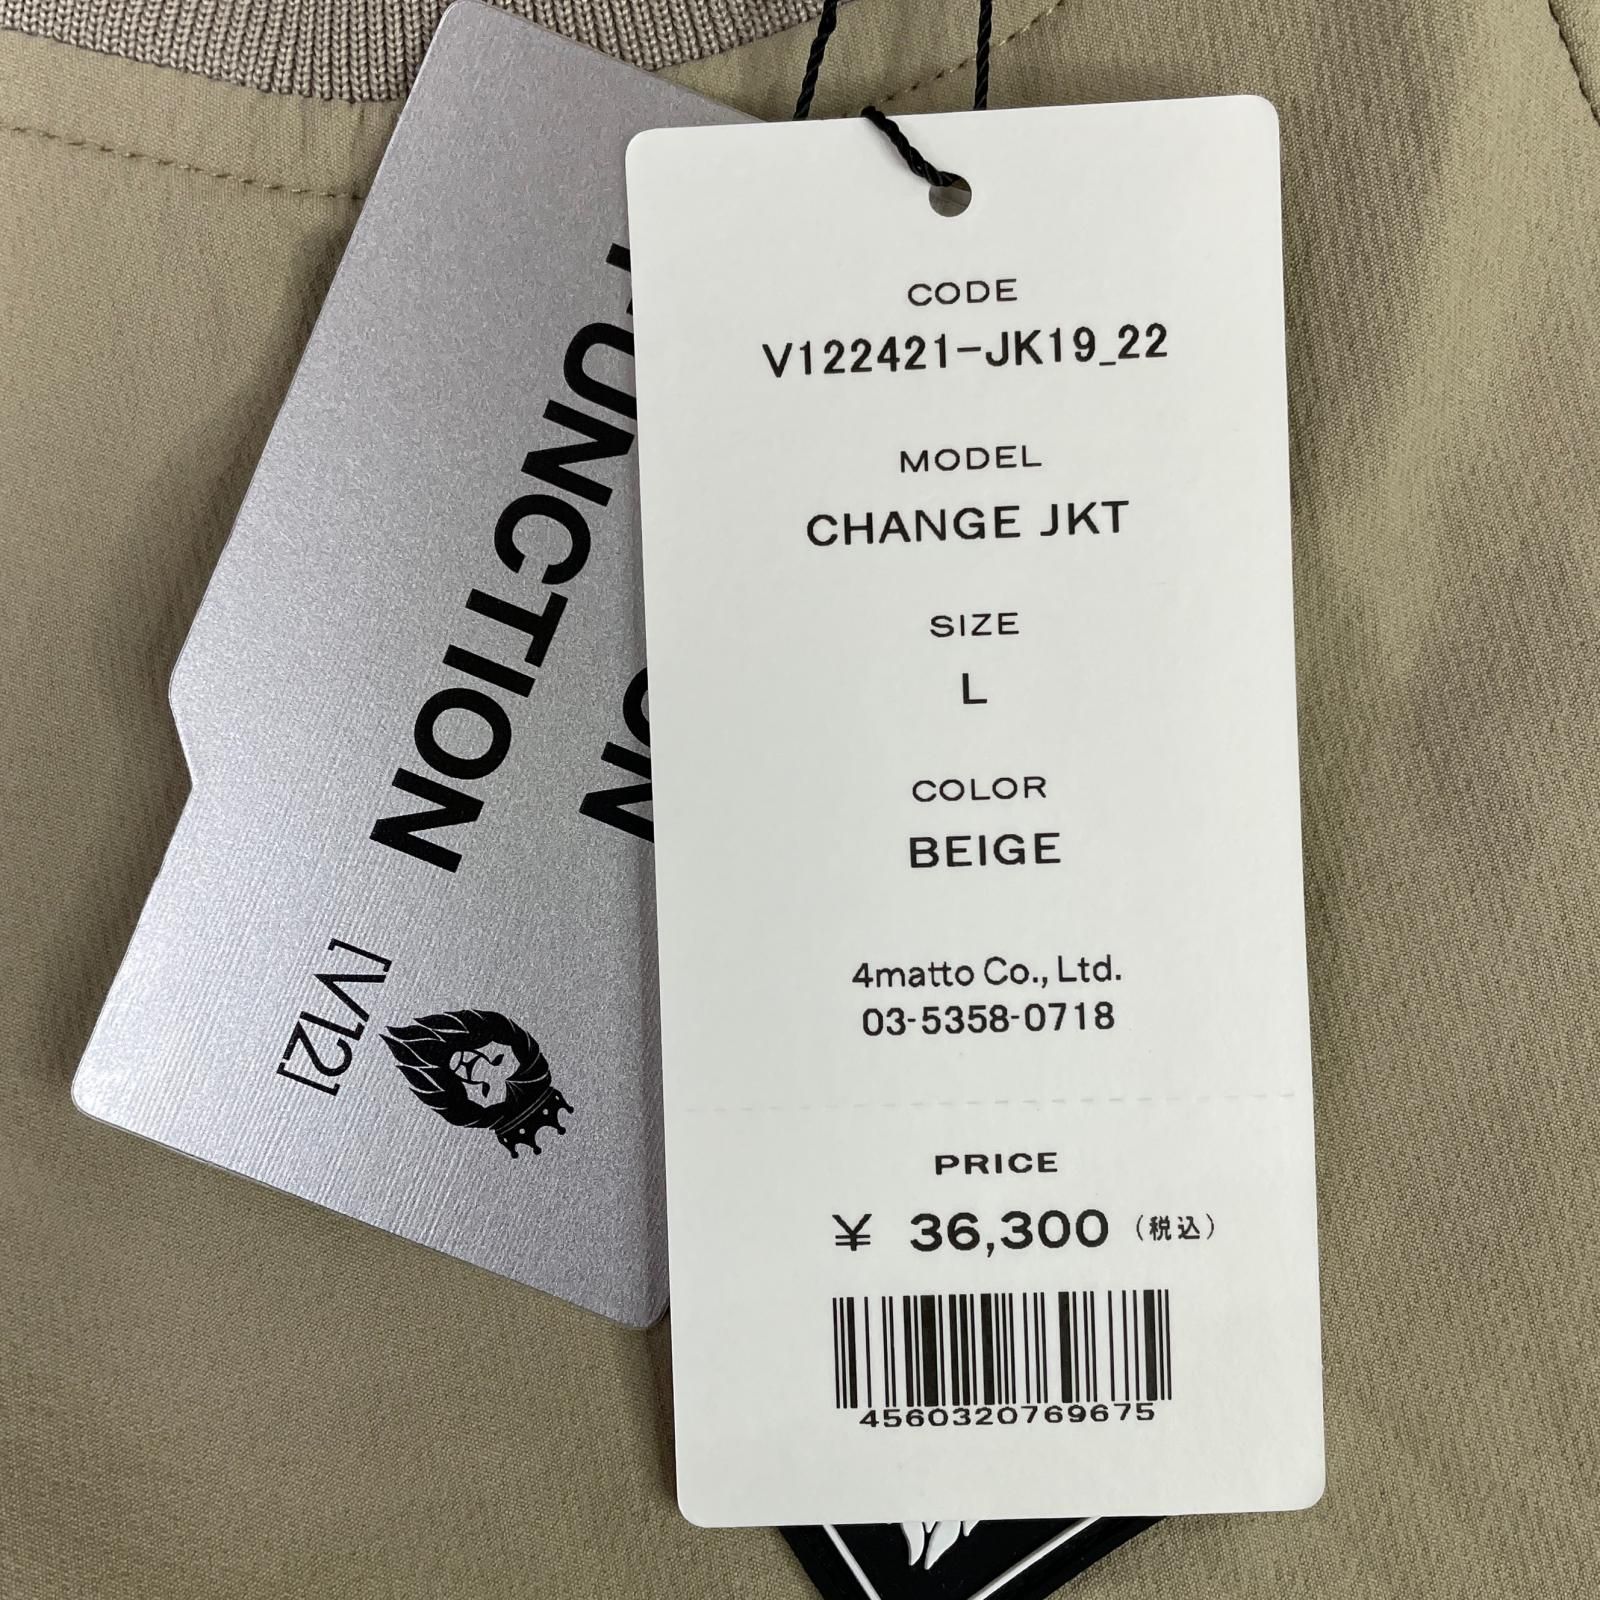 CODE
V122421-JK19_22
MODEL
CHANGE JKT
SIZE
L
COLOR
BEIGE
4matto Co., Ltd.
03-5358-0718
PRICE
¥ 36,300 (税込)
4560320769675
FUNCTION
ON
[V12]